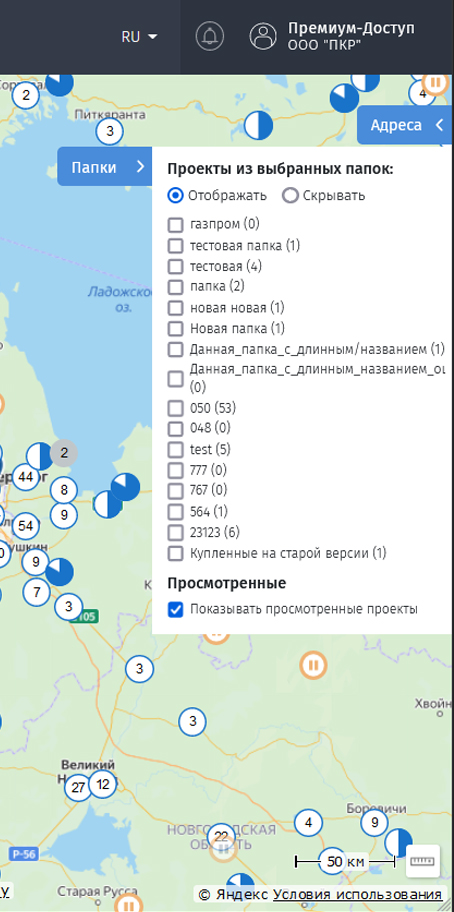 RU
Премиум-Доступ
ООО "ПКР"
2
4
Питкяранта
3
Адреса
Папки
Проекты из выбранных папок:
Отображать
Скрывать
газпром (0)
тестовая папка (1)
тестовая (4)
папка (2)
новая новая (1)
Новая папка (1)
Данная_папка_с_длинным/названием (1)
Данная_папка_с_длинным_названием_
(0)
050 (53)
048 (0)
test (5)
777 (0)
767 (0)
564 (1)
23123 (6)
Купленные на старой версии (1)
Просмотренные
Показывать просмотренные проекты
Ладожско
оз.
2
44
8
9
54
9
7
3
105
3
3
Хвойн
Великий
27
12
НОВГОРОДСКАЯ
22
4
Боровичи
9
Р-56
50 км
Старая Русса
© Яндекс Условия использования